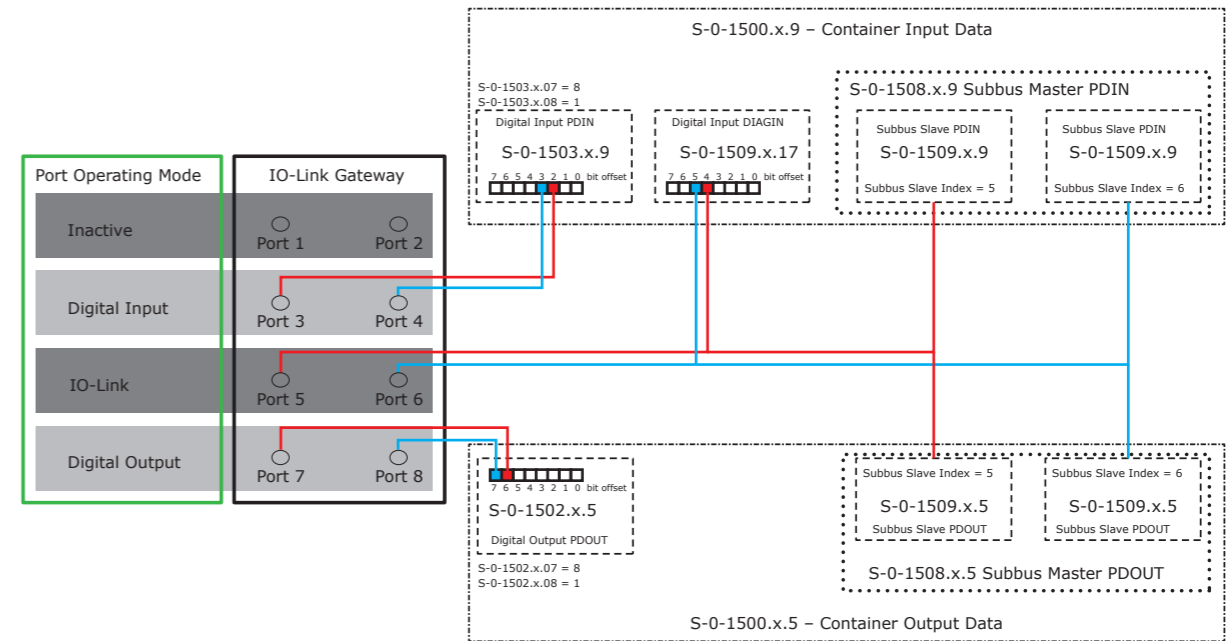 S-0-1500.x.9 – Container Input Data
S-0-1503.x.07 = 8
S-0-1503.x.08 = 1
Digital Input PDIN
S-0-1503.x.9
7 6 5 4 3 2 1 0 bit offset
Digital Input DIAGIN
S-0-1509.x.17
7 6 5 4 3 2 1 0 bit offset
S-0-1508.x.9 Subbus Master PDIN
Subbus Slave PDIN
S-0-1509.x.9
Subbus Slave Index = 5
Subbus Slave PDIN
S-0-1509.x.9
Subbus Slave Index = 6
Port Operating Mode
IO-Link Gateway
Inactive
Port 1
Port 2
Digital Input
Port 3
Port 4
IO-Link
Port 5
Port 6
Digital Output
Port 7
Port 8
7 6 5 4 3 2 1 0 bit offset
S-0-1502.x.5
Digital Output PDOUT
S-0-1502.x.07 = 8
S-0-1502.x.08 = 1
Subbus Slave Index = 5
S-0-1509.x.5
Subbus Slave PDOUT
Subbus Slave Index = 6
S-0-1509.x.5
Subbus Slave PDOUT
S-0-1508.x.5 Subbus Master PDOUT
S-0-1500.x.5 – Container Output Data